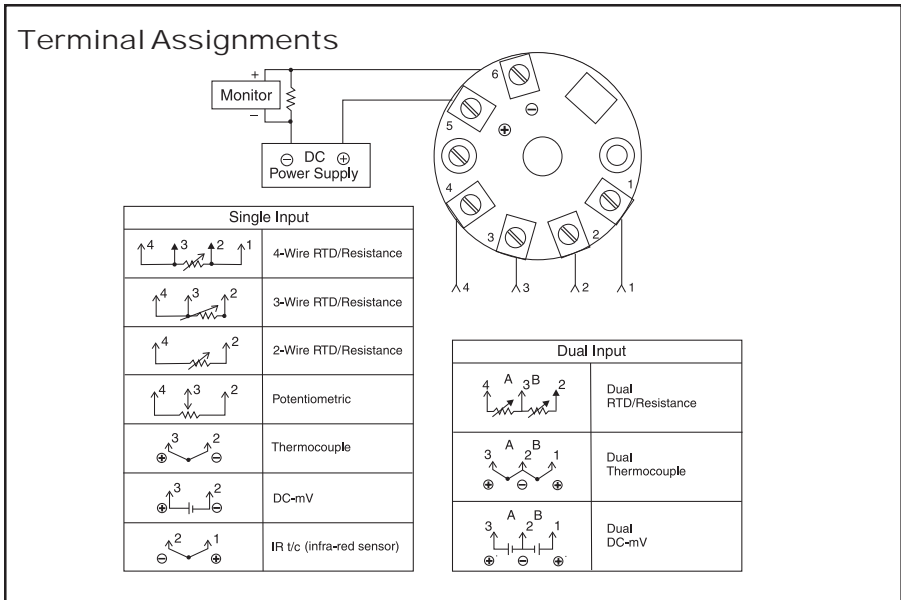 Terminal Assignments
+
Monitor
−
⊖ DC ⊕
Power Supply
6
5
⊖
⊕
4
3
2
1
4 3 2 1
Single Input
4 3 2 1 4-Wire RTD/Resistance
4 3 2 3-Wire RTD/Resistance
4 2 2-Wire RTD/Resistance
4 3 2 Potentiometric
3 2
⊕ ⊖
Thermocouple
3 2
⊕ ⊖
DC-mV
2 1
⊖ ⊕
IR t/c (infra-red sensor)
Dual Input
4 A 3 B 2
Dual
RTD/Resistance
A B
3 2 1
⊕ ⊖ ⊕
Dual
Thermocouple
A B
3 2 1
⊕ ⊖ ⊕
Dual
DC-mV